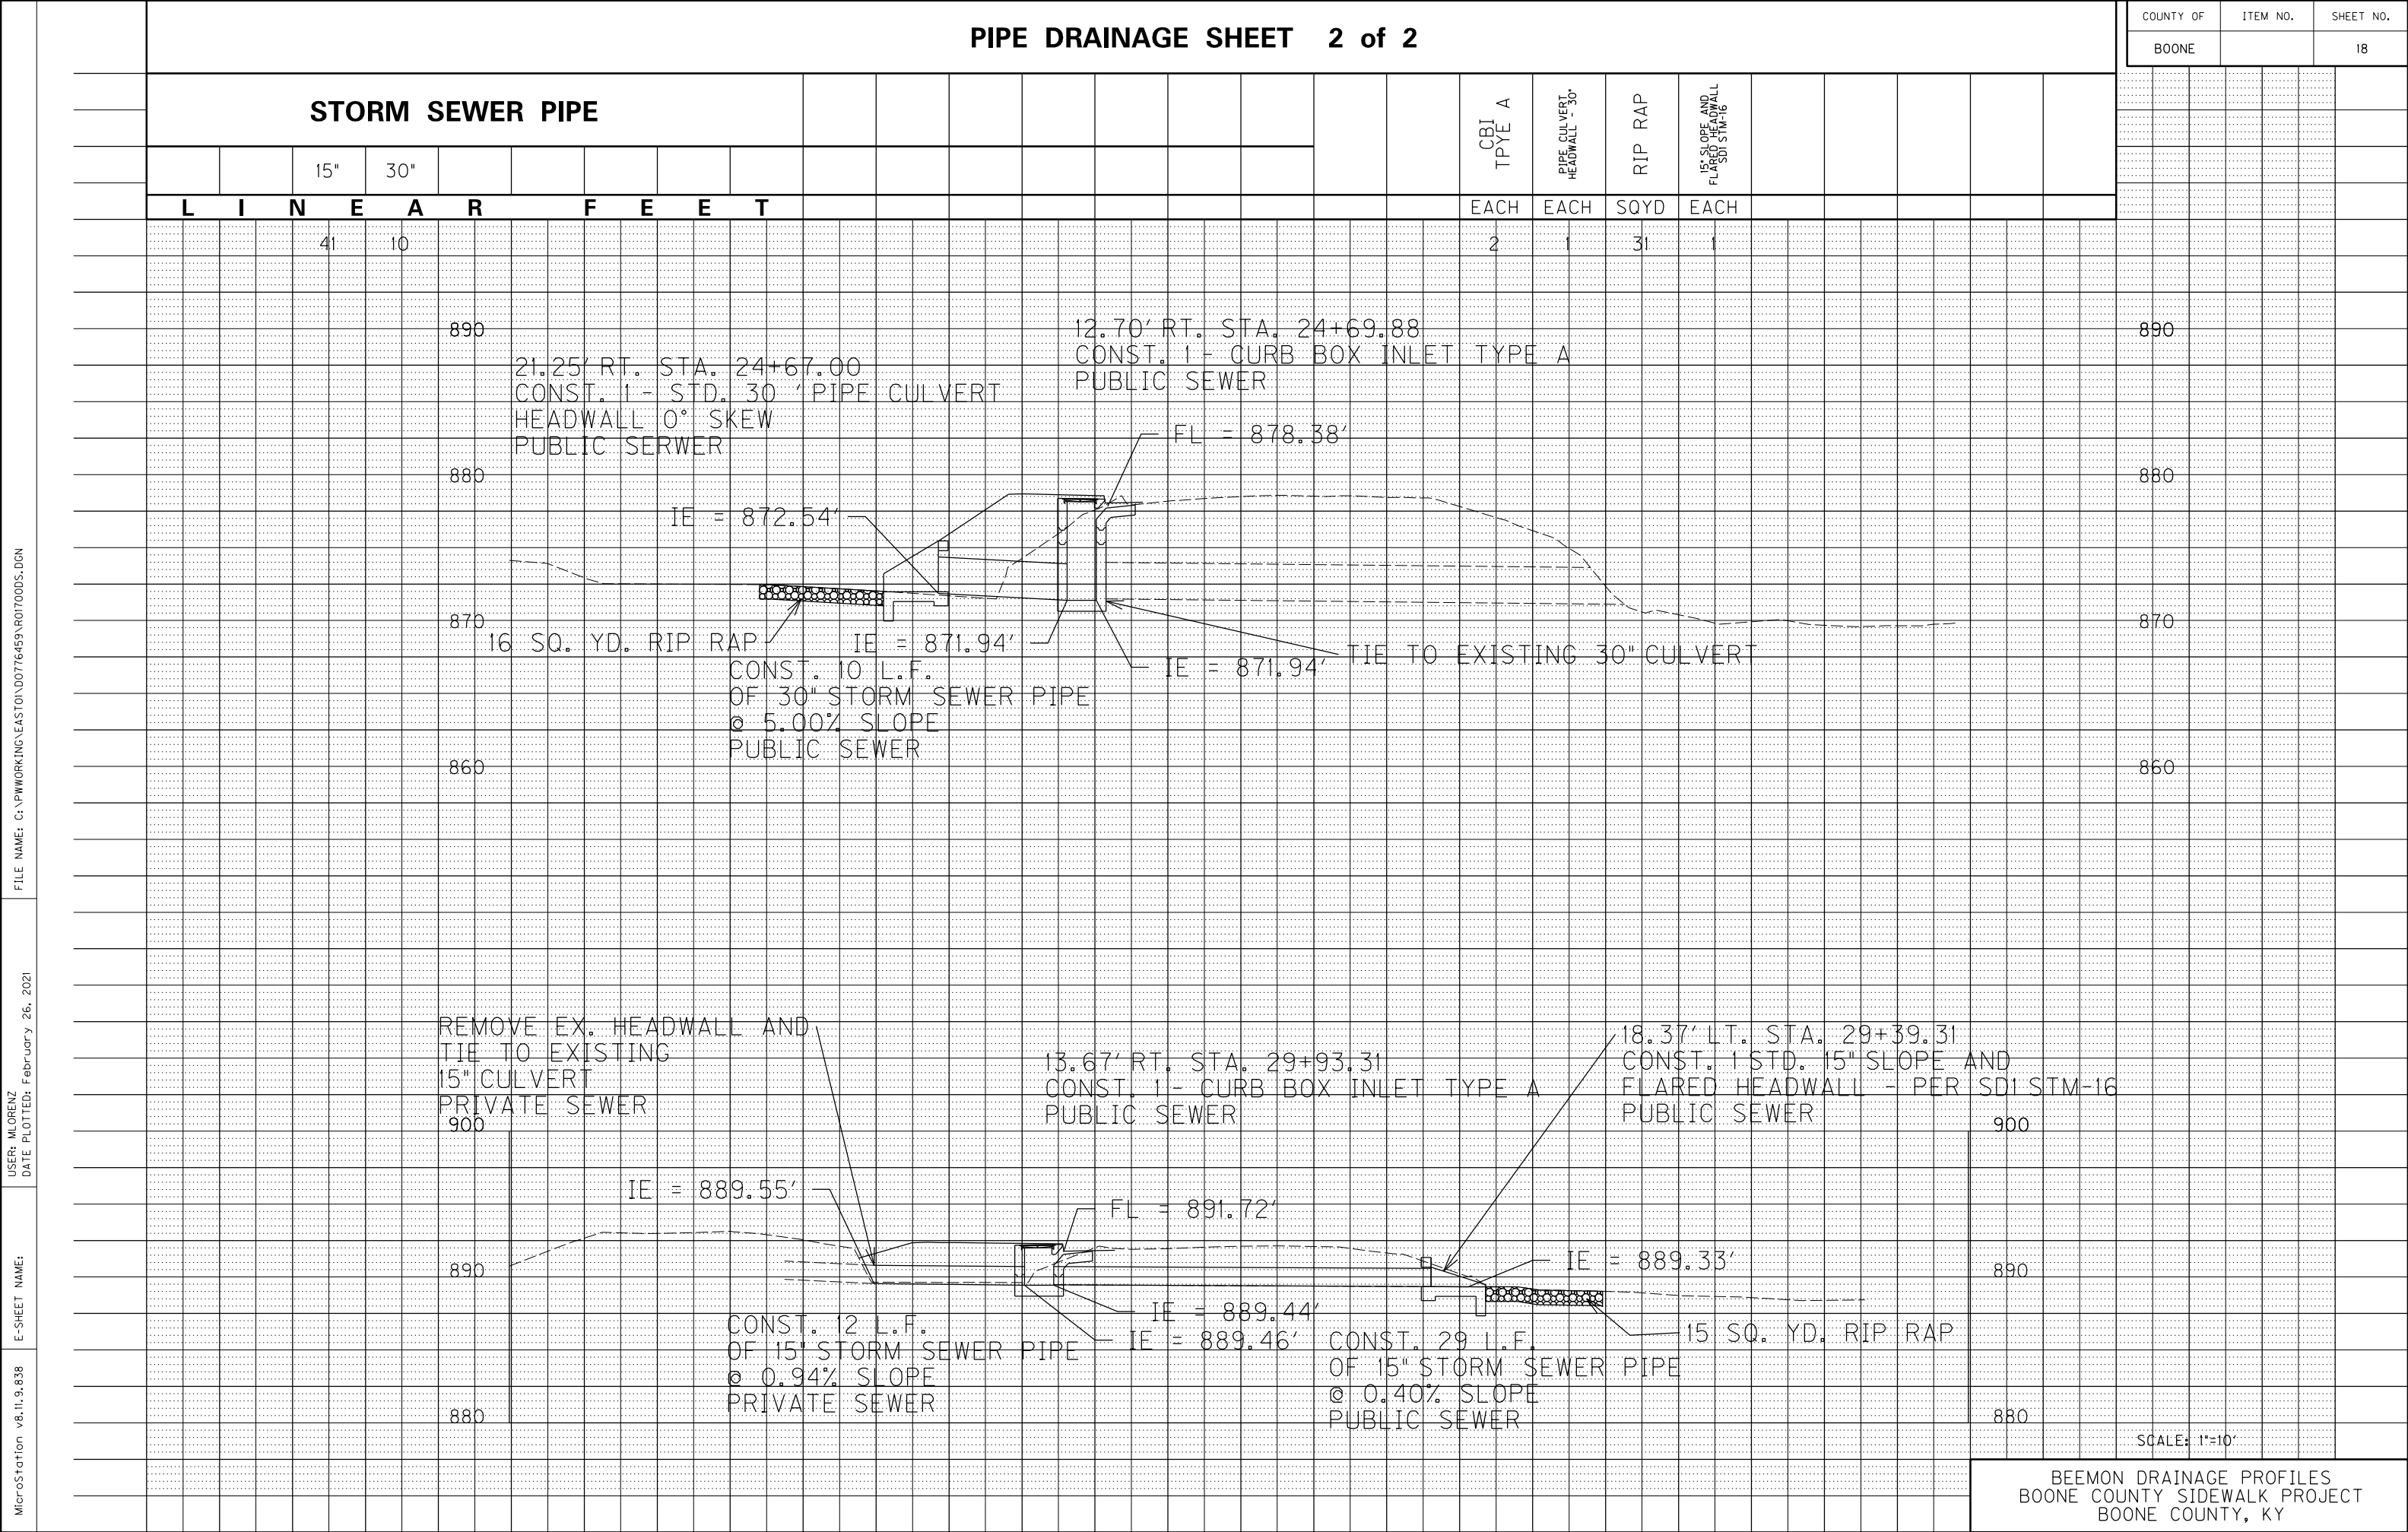 PIPE DRAINAGE SHEET 2 of 2
COUNTY OF ITEM NO. SHEET NO.
BOONE 18
STORM SEWER PIPE
CBI
TPYE A
PIPE CULVERT
HEADWALL - 30"
RIP RAP
15" SLOPE AND
FLARED HEADWALL
SD1 STM-16
15" 30"
LINEAR FEET
EACH EACH SQYD EACH
41 10 2 1 31 1
890 890
12.70' RT. STA. 24+69.88
CONST. 1 - CURB BOX INLET TYPE A
PUBLIC SEWER
21.25' RT. STA. 24+67.00
CONST. 1 - STD. 30 ' PIPE CULVERT
HEADWALL 0° SKEW
PUBLIC SERWER
FL = 878.38'
880 880
IE = 872.54'
870 870
16 SQ. YD. RIP RAP
IE = 871.94'
IE = 871.94'
TIE TO EXISTING 30" CULVERT
CONST. 10 L.F.
OF 30" STORM SEWER PIPE
@ 5.00% SLOPE
PUBLIC SEWER
860 860
REMOVE EX. HEADWALL AND
TIE TO EXISTING
15" CULVERT
PRIVATE SEWER
13.67' RT. STA. 29+93.31
CONST. 1 - CURB BOX INLET TYPE A
PUBLIC SEWER
18.37' LT. STA. 29+39.31
CONST. 1 STD. 15" SLOPE AND
FLARED HEADWALL - PER SD1 STM-16
PUBLIC SEWER
900 900
IE = 889.55'
FL = 891.72'
IE = 889.33'
890 890
IE = 889.44'
IE = 889.46'
15 SQ. YD. RIP RAP
CONST. 12 L.F.
OF 15" STORM SEWER PIPE
@ 0.94% SLOPE
PRIVATE SEWER
CONST. 29 L.F.
OF 15" STORM SEWER PIPE
@ 0.40% SLOPE
PUBLIC SEWER
880 880
SCALE: 1"=10'
BEEMON DRAINAGE PROFILES
BOONE COUNTY SIDEWALK PROJECT
BOONE COUNTY, KY
FILE NAME: C:\PWWORKING\EAST01\D0776459\R01700DS.DGN
USER: MLORENZ
DATE PLOTTED: February 26, 2021
E-SHEET NAME:
MicroStation v8.11.9.838